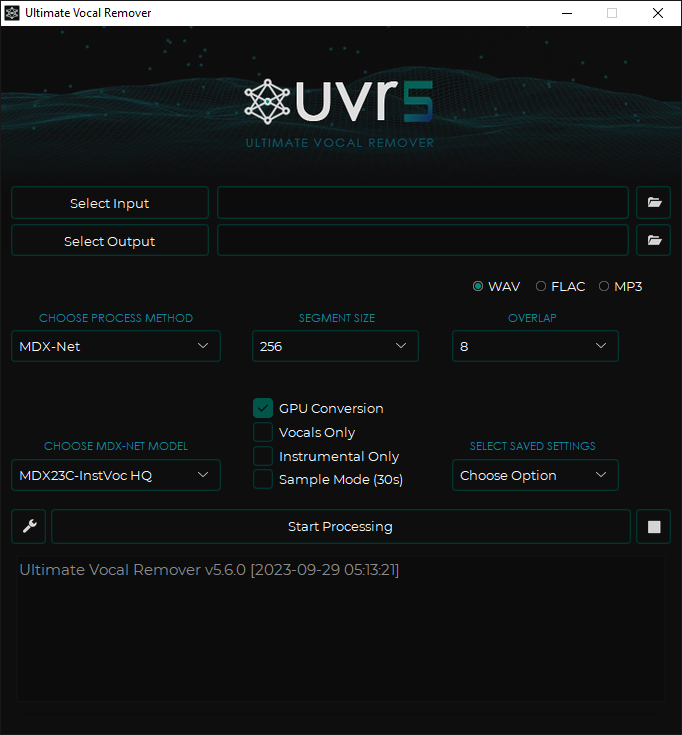 Ultimate Vocal Remover
uvr5
ULTIMATE VOCAL REMOVER
Select Input
Select Output
WAV FLAC MP3
CHOOSE PROCESS METHOD SEGMENT SIZE OVERLAP
MDX-Net 256 8
GPU Conversion
Vocals Only
CHOOSE MDX-NET MODEL Instrumental Only SELECT SAVED SETTINGS
MDX23C-InstVoc HQ Sample Mode (30s) Choose Option
Start Processing
Ultimate Vocal Remover v5.6.0 [2023-09-29 05:13:21]